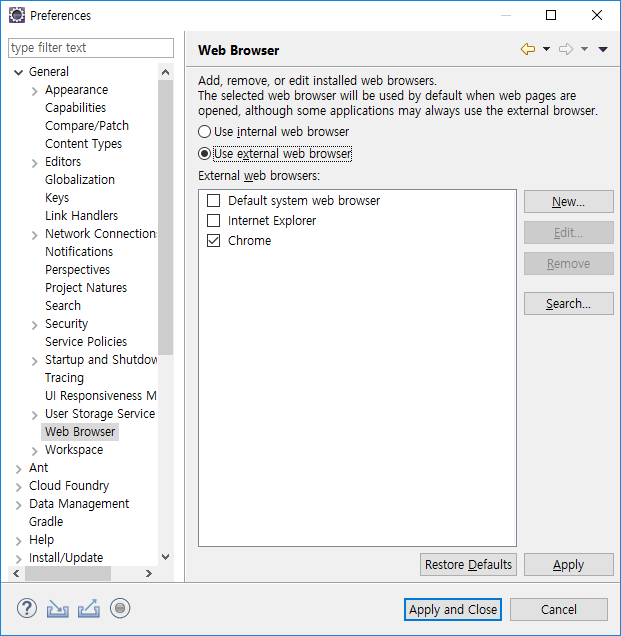 Preferences
type filter text
General
Appearance
Capabilities
Compare/Patch
Content Types
Editors
Globalization
Keys
Link Handlers
Network Connection
Notifications
Perspectives
Project Natures
Search
Security
Service Policies
Startup and Shutdow
Tracing
UI Responsiveness M
User Storage Service
Web Browser
Workspace
Ant
Cloud Foundry
Data Management
Gradle
Help
Install/Update
Web Browser
Add, remove, or edit installed web browsers.
The selected web browser will be used by default when web pages are
opened, although some applications may always use the external browser.
Use internal web browser
Use external web browser
External web browsers:
Default system web browser
Internet Explorer
Chrome
New...
Edit...
Remove
Search...
Restore Defaults
Apply
Apply and Close
Cancel